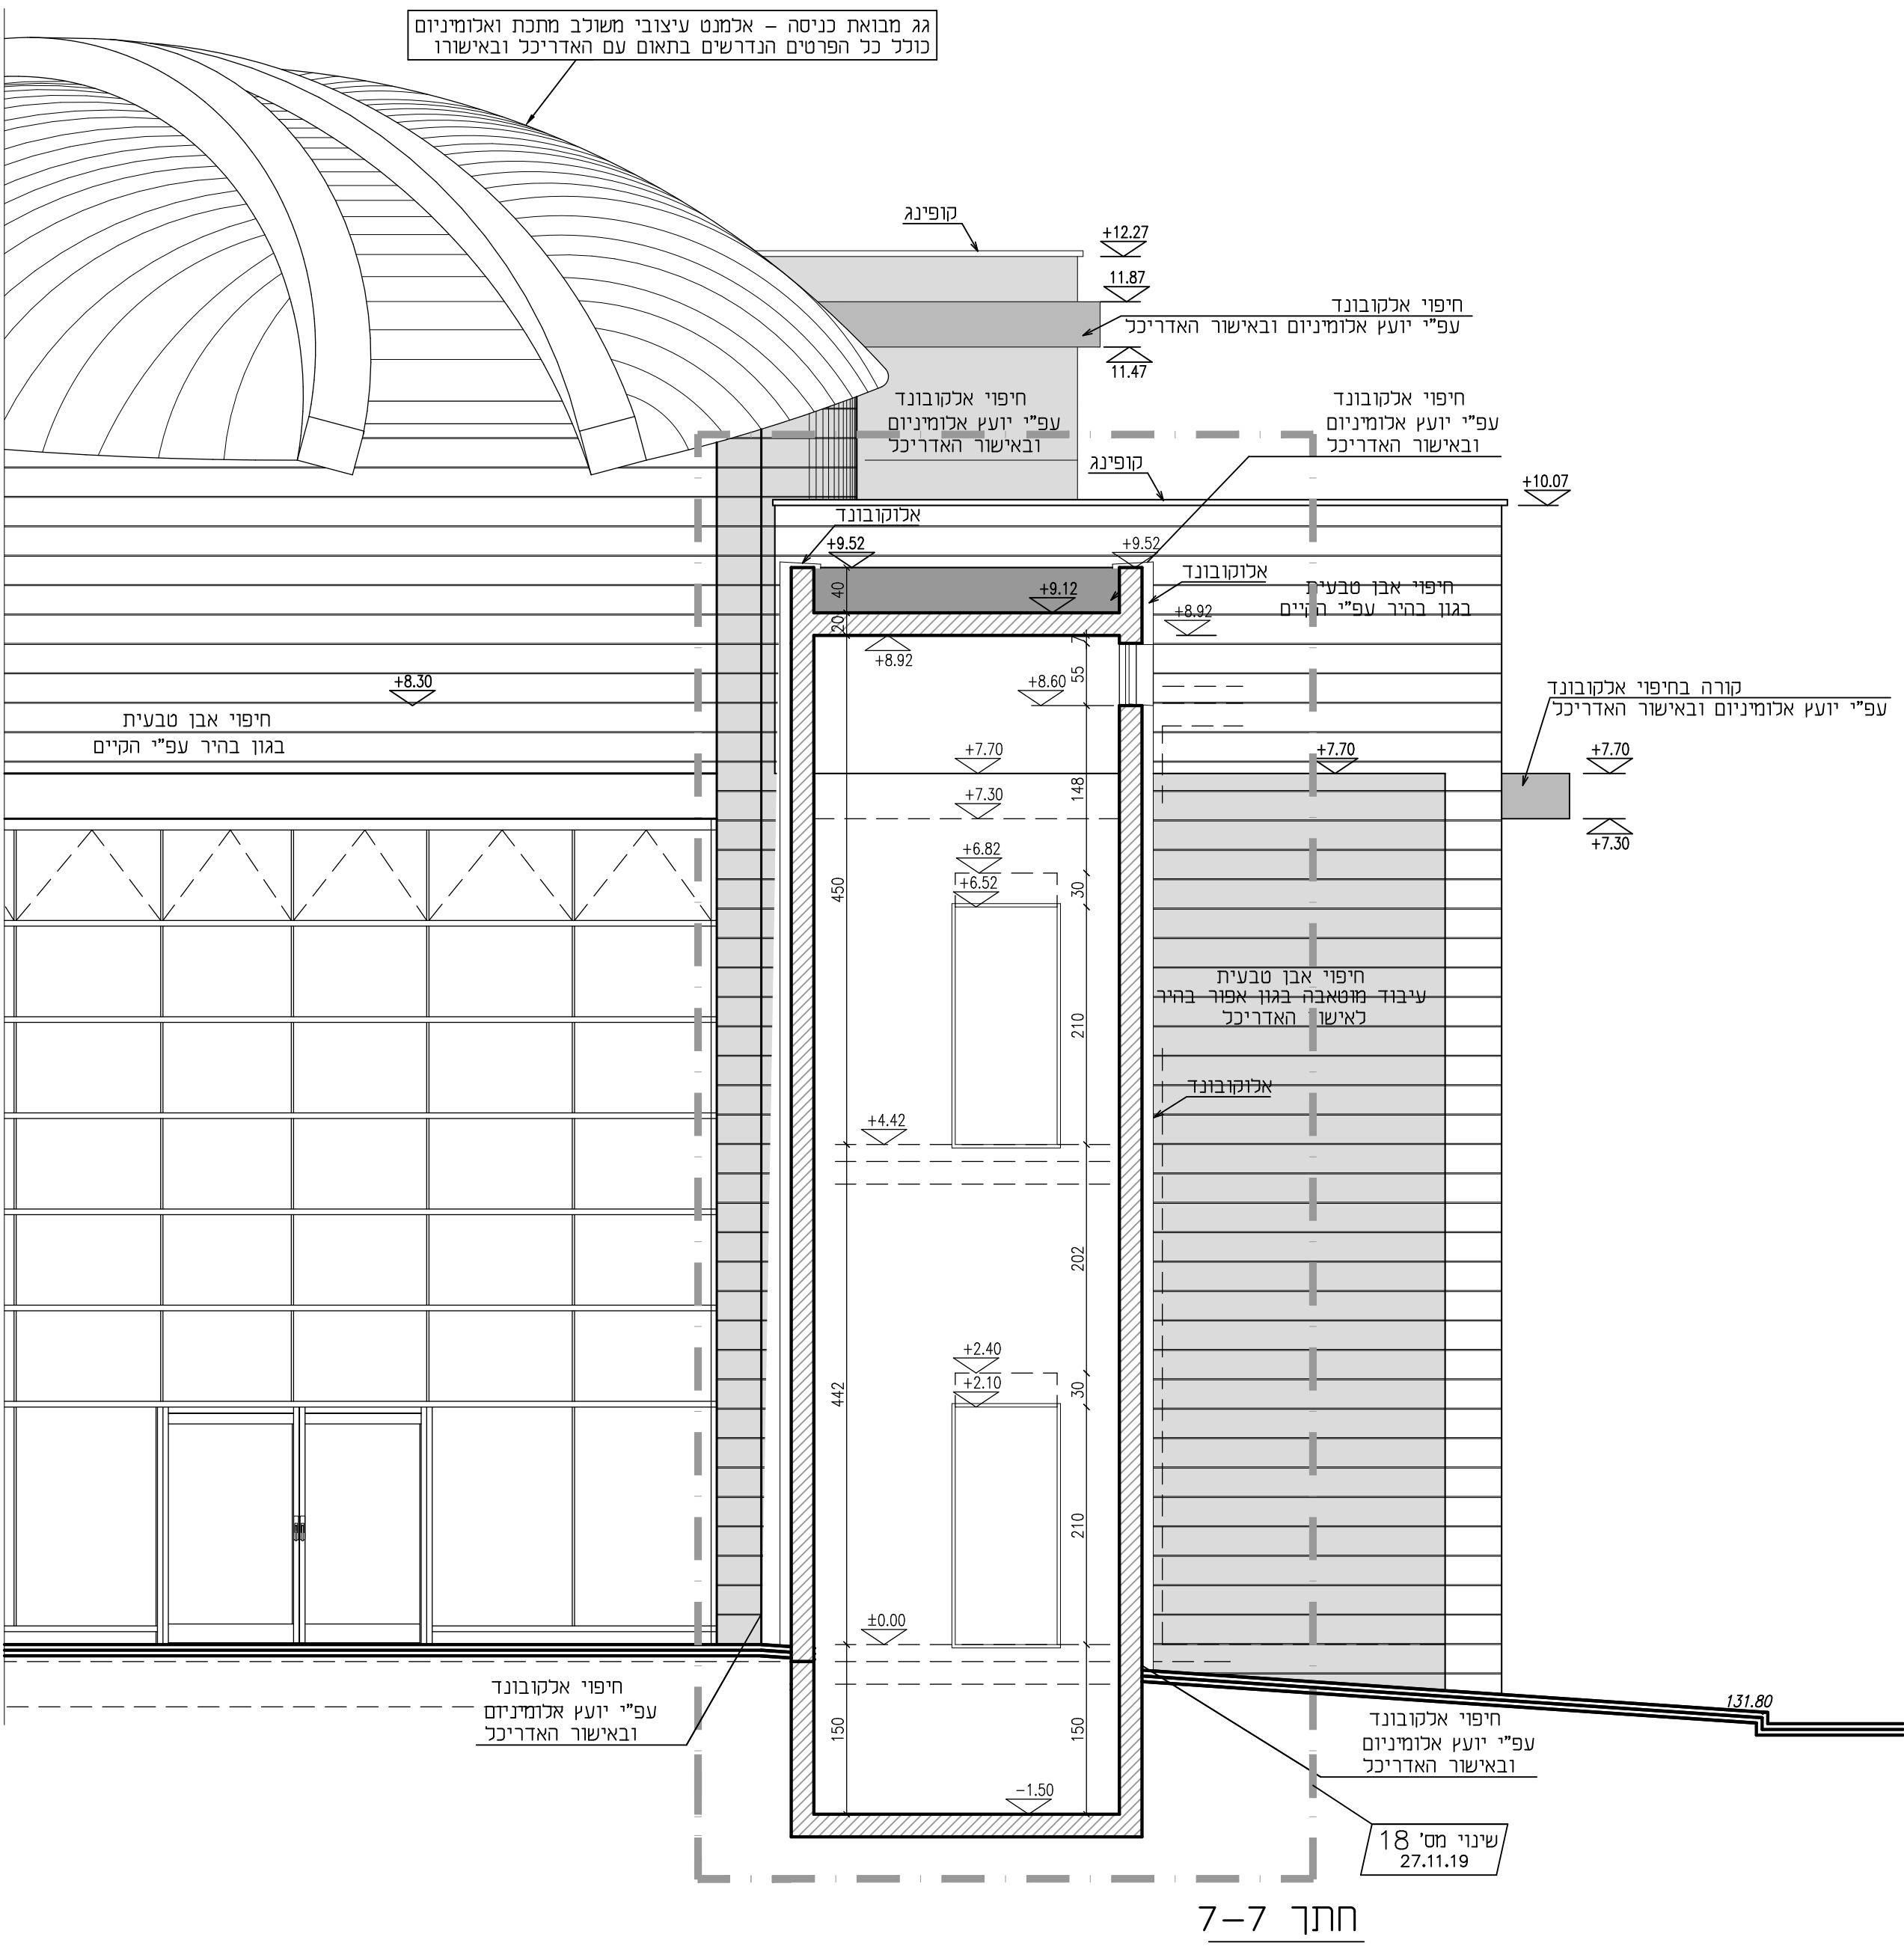 גג מבואת כניסה – אלמנט עיצובי משולב מתכת ואלומיניום
כולל כל הפרטים הנדרשים בתאום עם האדריכל ובאישורו
קופינג
+12.27
11.87
חיפוי אלקובונד
עפ"י יועץ אלומיניום ובאישור האדריכל
11.47
חיפוי אלקובונד
עפ"י יועץ אלומיניום
ובאישור האדריכל
חיפוי אלקובונד
עפ"י יועץ אלומיניום
ובאישור האדריכל
קופינג
+10.07
אלוקובונד
+9.52
+9.52
אלוקובונד
חיפוי אבן טבעית
בגון בהיר עפ"י הקיים
40
+9.12
20
+8.92
+8.92
7
55
+8.60
+8.30
חיפוי אבן טבעית
בגון בהיר עפ"י הקיים
קורה בחיפוי אלקובונד
עפ"י יועץ אלומיניום ובאישור האדריכל
+7.70
+7.70
+7.70
148
+7.30
+7.30
+6.82
+6.52
30
450
חיפוי אבן טבעית
עיבוד מוטאבה בגון אפור בהיר
לאישור האדריכל
210
אלוקובונד
+4.42
202
+2.40
+2.10
30
442
210
±0.00
חיפוי אלקובונד
עפ"י יועץ אלומיניום
ובאישור האדריכל
131.80
חיפוי אלקובונד
עפ"י יועץ אלומיניום
ובאישור האדריכל
150
150
−1.50
שינוי מס' 18
27.11.19
חתך 7–7